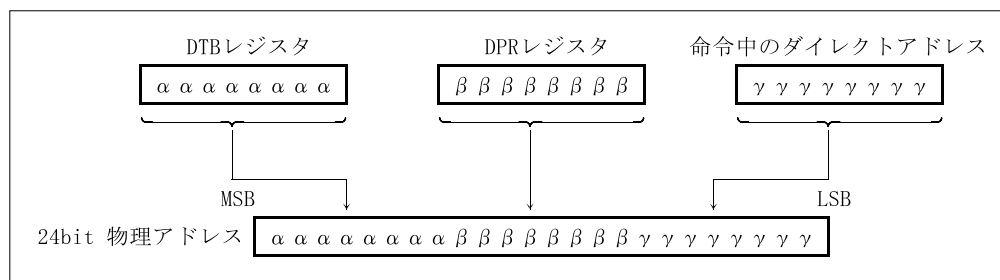 DTBレジスタ DPRレジスタ 命令中のダイレクトアドレス
α α α α α α α α β β β β β β β β γ γ γ γ γ γ γ γ
MSB LSB
24bit 物理アドレス α α α α α α α α β β β β β β β β γ γ γ γ γ γ γ γ